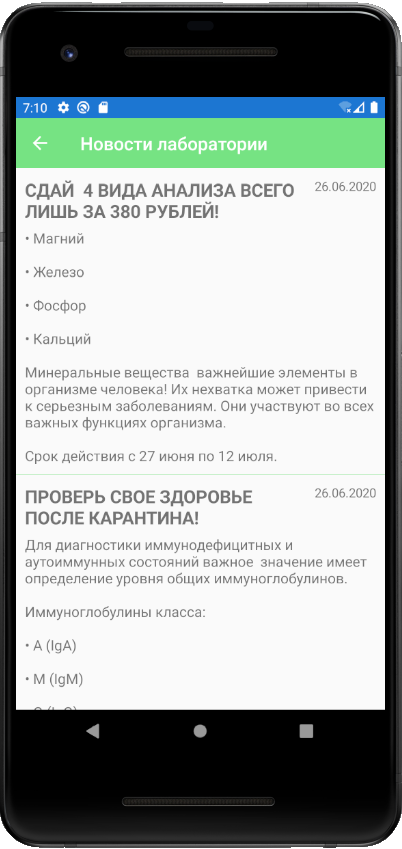 7:10
Новости лаборатории
СДАЙ 4 ВИДА АНАЛИЗА ВСЕГО
ЛИШЬ ЗА 380 РУБЛЕЙ!
26.06.2020
• Магний
• Железо
• Фосфор
• Кальций
Минеральные вещества важнейшие элементы в
организме человека! Их нехватка может привести
к серьезным заболеваниям. Они участвуют во всех
важных функциях организма.
Срок действия с 27 июня по 12 июля.
ПРОВЕРЬ СВОЕ ЗДОРОВЬЕ
ПОСЛЕ КАРАНТИНА!
26.06.2020
Для диагностики иммунодефицитных и
аутоиммунных состояний важное значение имеет
определение уровня общих иммуноглобулинов.
Иммуноглобулины класса:
• А (IgA)
• M (IgM)